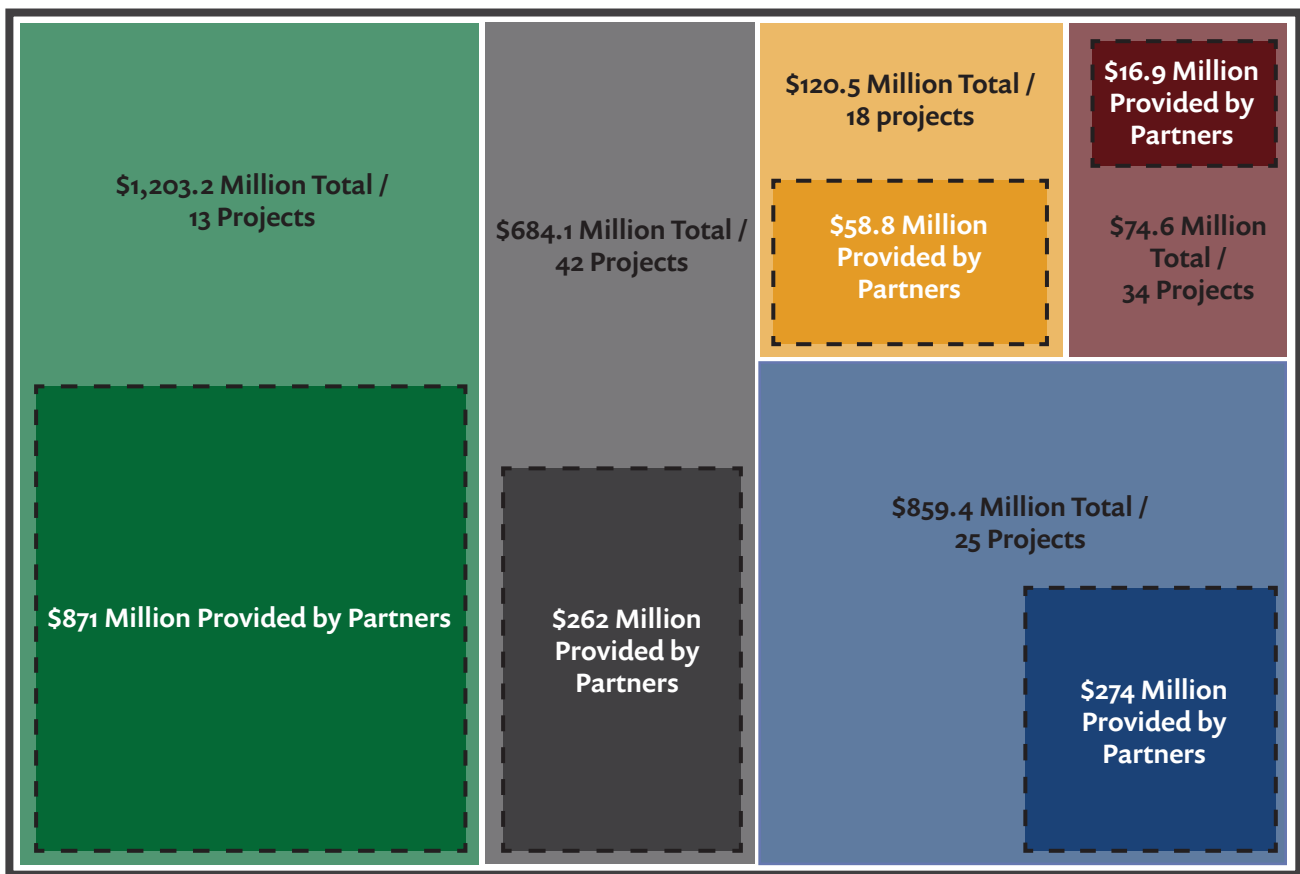 $1,203.2 Million Total /
13 Projects
$871 Million Provided by Partners
$684.1 Million Total /
42 Projects
$262 Million
Provided by
Partners
$120.5 Million Total /
18 projects
$58.8 Million
Provided by
Partners
$16.9 Million
Provided by
Partners
$74.6 Million
Total /
34 Projects
$859.4 Million Total /
25 Projects
$274 Million
Provided by
Partners